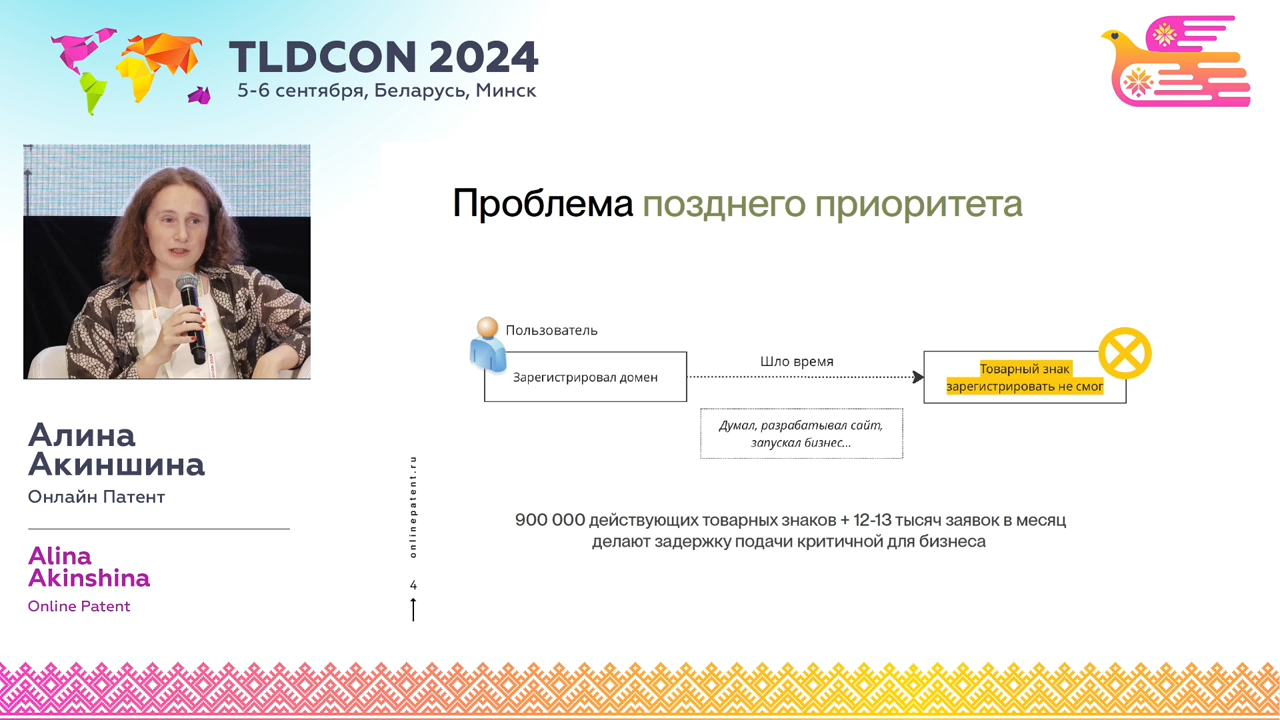 TLDCON 2024
5-6 сентября, Беларусь, Минск
Проблема позднего приоритета
Пользователь
Зарегистрировал домен
Шло время
Думал, разрабатывал сайт,
запускал бизнес...
Товарный знак
зарегистрировать не смог
900 000 действующих товарных знаков + 12-13 тысяч заявок в месяц
делают задержку подачи критичной для бизнеса
onlinepatent.ru
4
Алина
Акиншина
Онлайн Патент
Alina
Akinshina
Online Patent